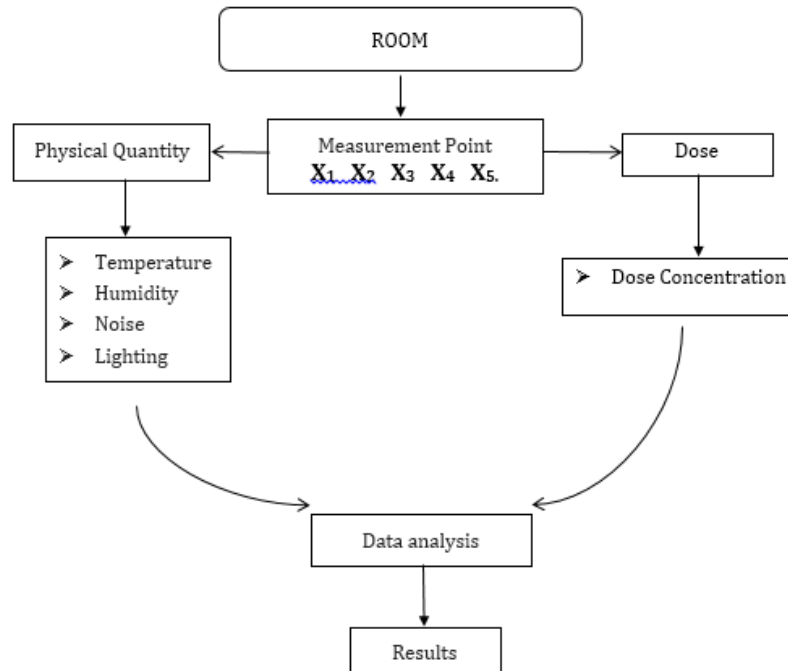 ROOM
Measurement Point
X₁ X₂ X₃ X₄ X₅.
Physical Quantity
Dose
➢ Temperature
➢ Humidity
➢ Noise
➢ Lighting
➢ Dose Concentration
Data analysis
Results